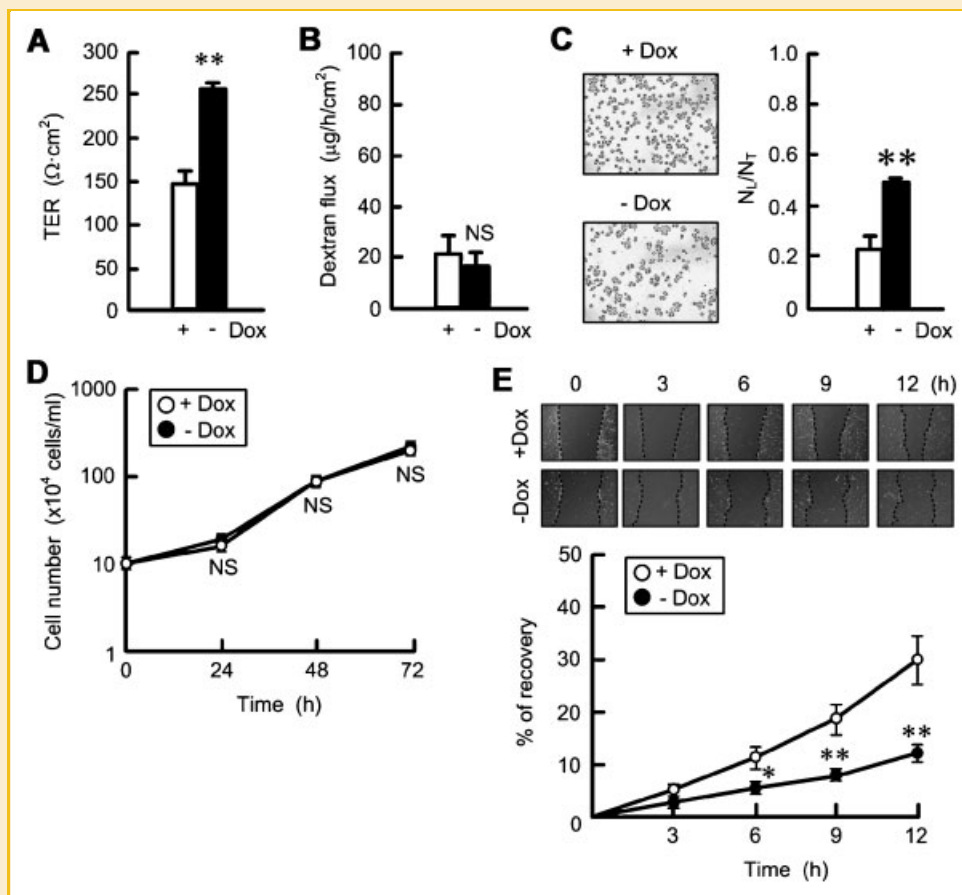 A
TER (Ω·cm²)
300
250
200
150
100
50
0
**
+ - Dox
B
Dextran flux (µg/h/cm²)
100
80
60
40
20
0
NS
+ - Dox
C
+ Dox
- Dox
N_L/N_T
1.0
0.8
0.6
0.4
0.2
0
**
+ - Dox
D
Cell number (x10⁴ cells/ml)
1000
100
10
1
+ Dox
- Dox
NS
NS
NS
0 24 48 72
Time (h)
E
0 3 6 9 12 (h)
+Dox
-Dox
% of recovery
50
40
30
20
10
0
+ Dox
- Dox
*
**
**
3 6 9 12
Time (h)